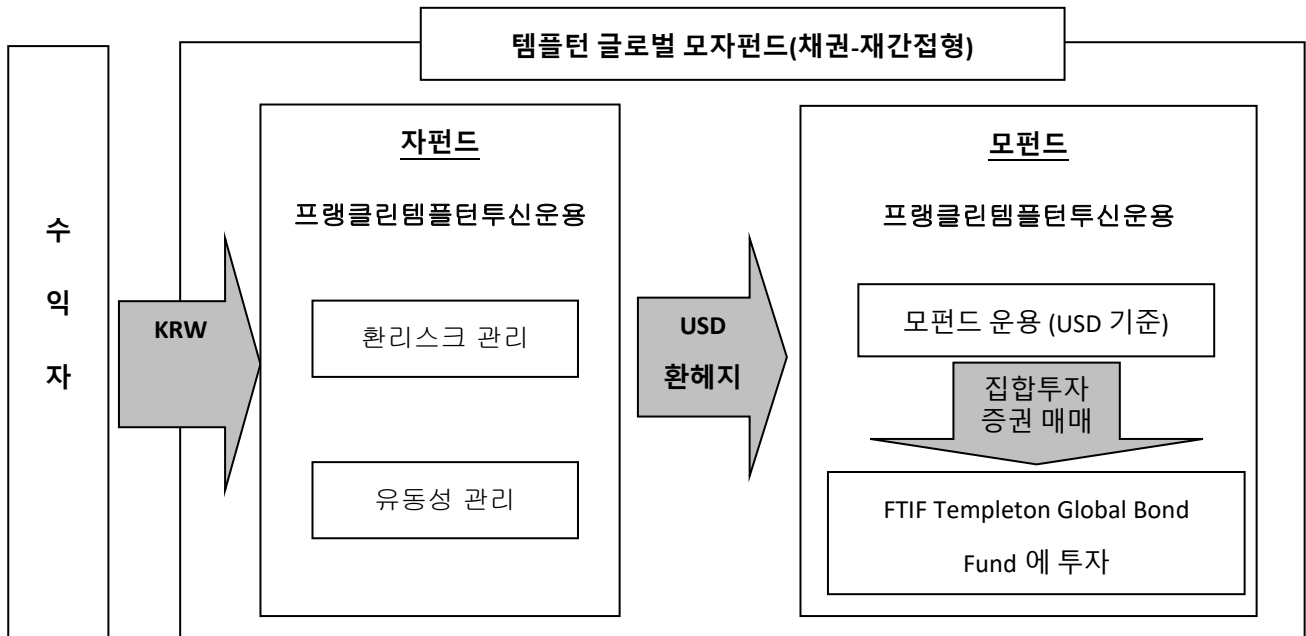 템플턴 글로벌 모자펀드(채권-재간접형)
수
익
자
KRW
자펀드
프랭클린템플턴투신운용
환리스크 관리
유동성 관리
USD
환헤지
모펀드
프랭클린템플턴투신운용
모펀드 운용 (USD 기준)
집합투자
증권 매매
FTIF Templeton Global Bond
Fund 에 투자